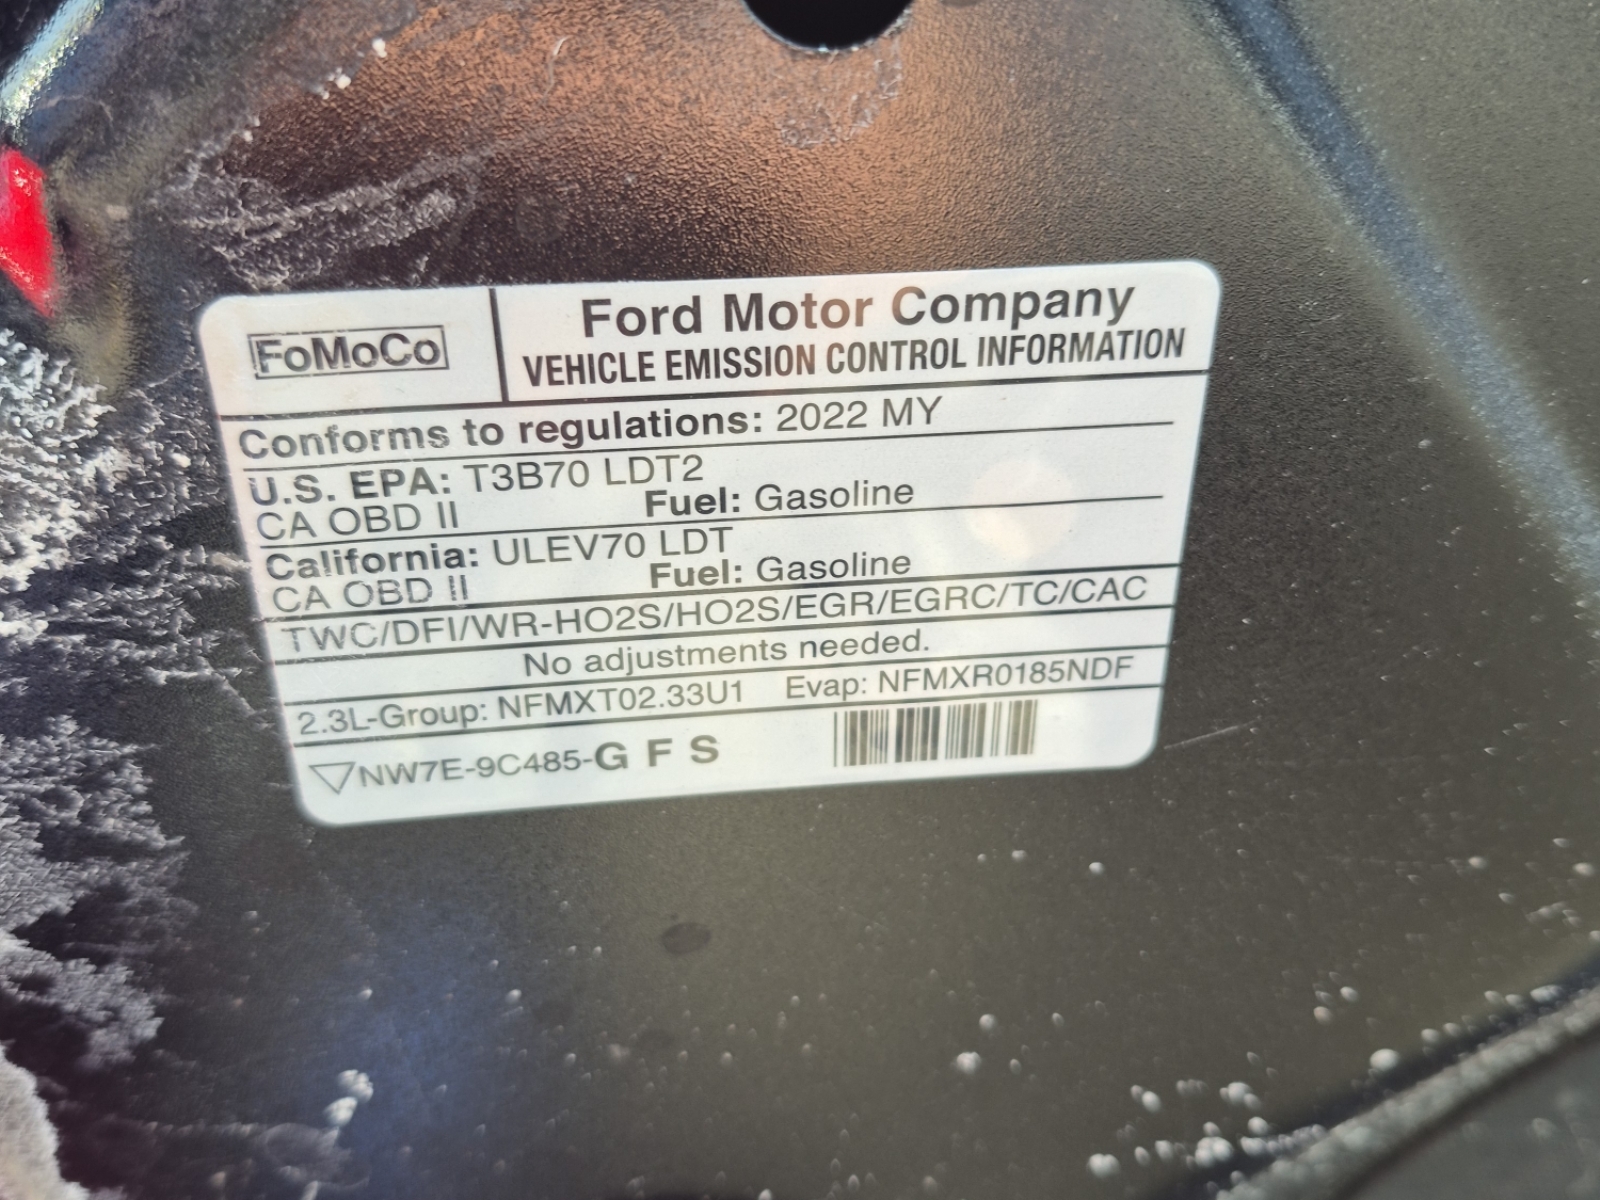 FoMoCo
Ford Motor Company
VEHICLE EMISSION CONTROL INFORMATION
Conforms to regulations: 2022 MY
U.S. EPA: T3B70 LDT2
CA OBD II Fuel: Gasoline
California: ULEV70 LDT
CA OBD II Fuel: Gasoline
TWC/DFI/WR-HO2S/HO2S/EGR/EGRC/TC/CAC
No adjustments needed.
2.3L-Group: NFMXT02.33U1 Evap: NFMXR0185NDF
NW7E-9C485-G F S